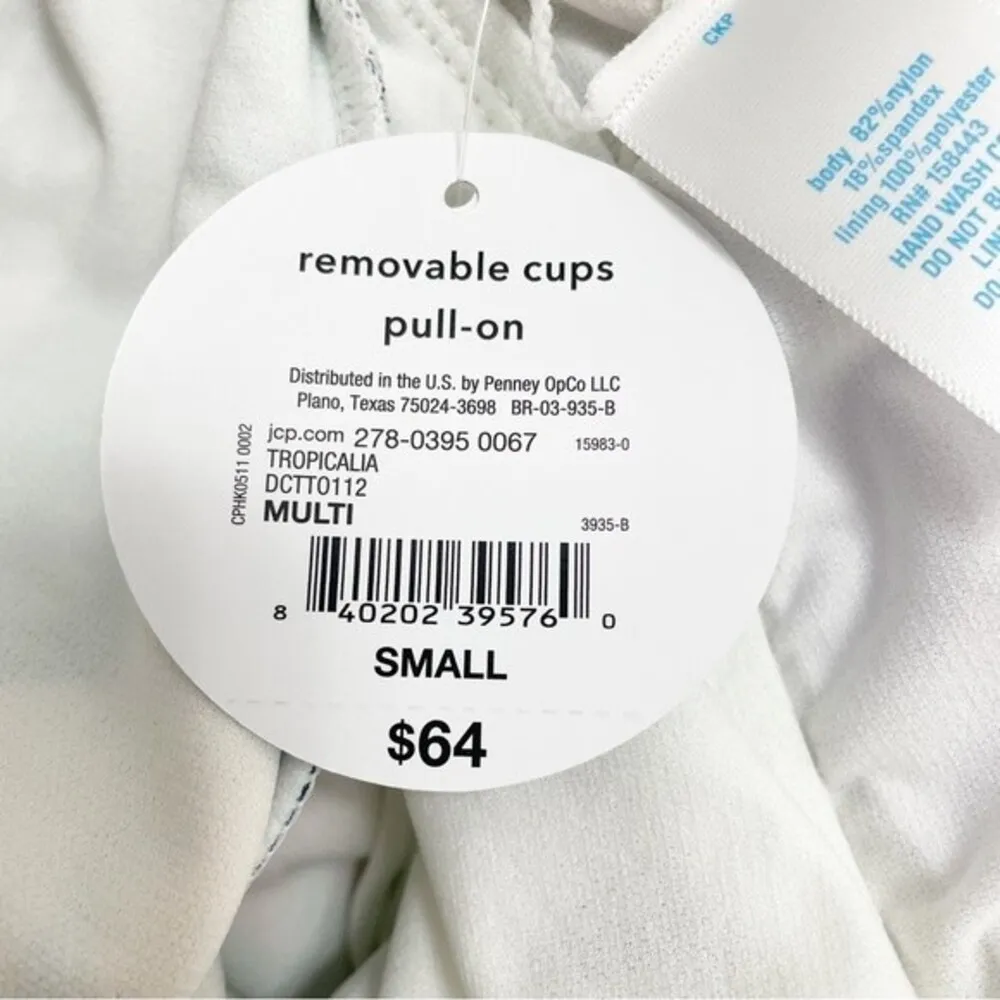 removable cups
pull-on
Distributed in the U.S. by Penney OpCo LLC
Plano, Texas 75024-3698 BR-03-935-B
jcp.com 278-0395 0067 15983-0
TROPICALIA
DCTT0112
MULTI 3935-B
CPHK0511 0002
8 40202 39576 0
SMALL
$64
CKP
body 82%nylon
18%spandex
lining 100%polyester
RN# 158443
HAND WASH
DO NOT
DO